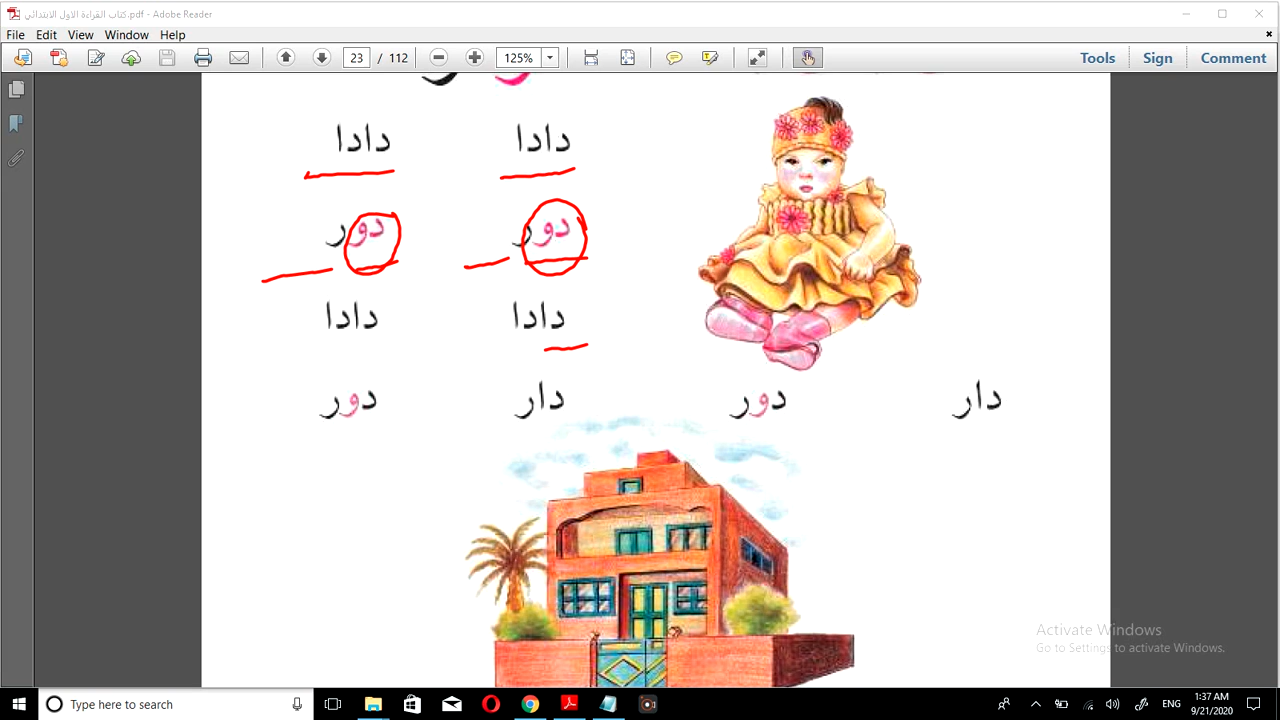 كتاب القراءة الاول الابتدائي.pdf - Adobe Reader
File Edit View Window Help
23 / 112 125% Tools Sign Comment
دادا دادا
دور دور
دادا دادا
دار دور دار دور
Activate Windows
Go to Settings to activate Windows.
Type here to search
ENG 1:37 AM
9/21/2020